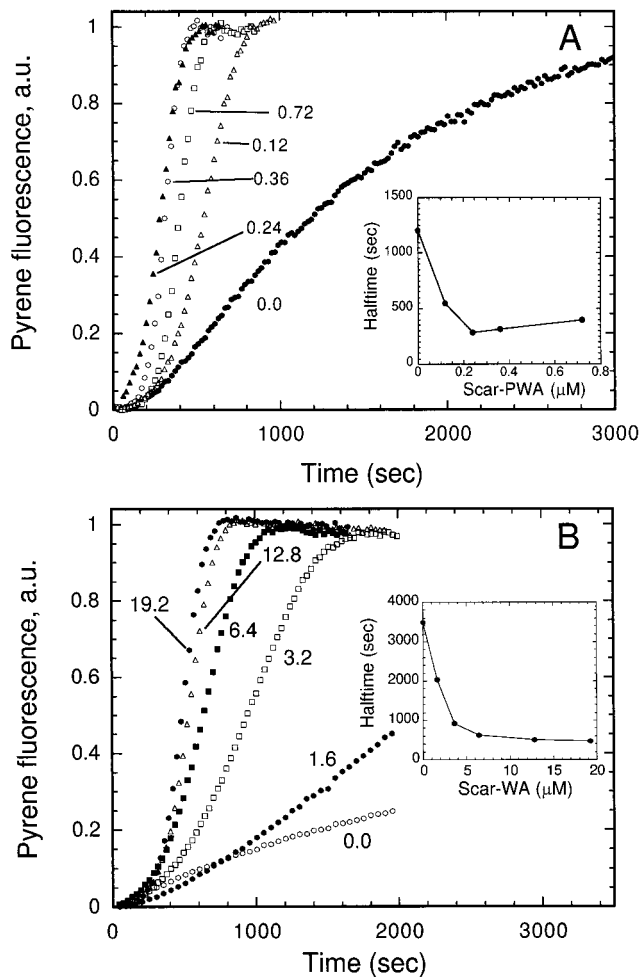 A
Pyrene fluorescence, a.u.
1
0.8
0.6
0.4
0.2
0
0.72
0.12
0.36
0.24
0.0
Halftime (sec)
1500
1000
500
0
0 0.2 0.4 0.6 0.8
Scar-PWA (μM)
0 1000 2000 3000
Time (sec)
B
Pyrene fluorescence, a.u.
1
0.8
0.6
0.4
0.2
0
19.2
12.8
6.4
3.2
1.6
0.0
Halftime (sec)
4000
3000
2000
1000
0
0 5 10 15 20
Scar-WA (μM)
0 1000 2000 3000
Time (sec)